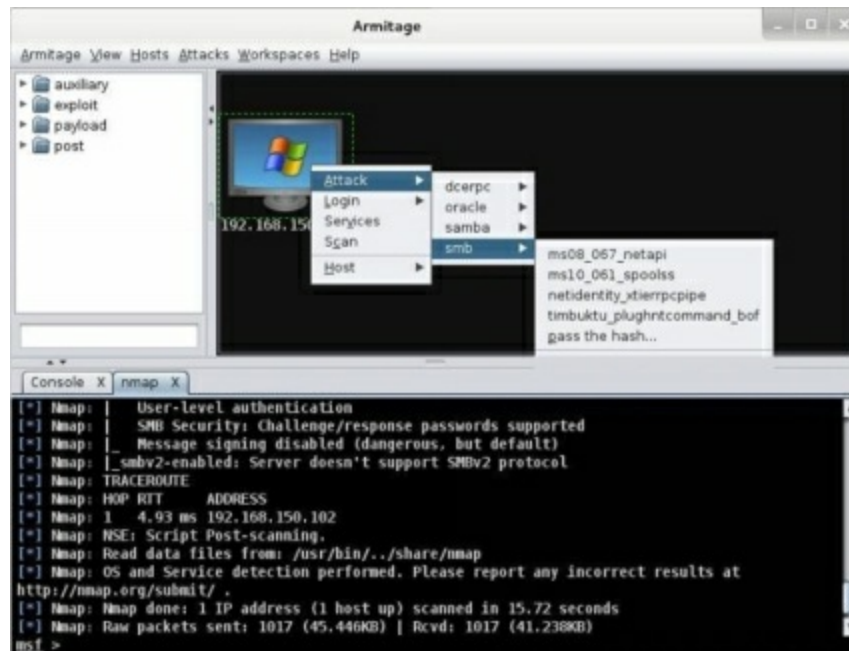 Armitage
Armitage View Hosts Attacks Workspaces Help
auxiliary
exploit
payload
post
192.168.150
Attack
Login
Services
Scan
Host
dcerpc
oracle
samba
smb
ms08_067_netapi
ms10_061_spoolss
netidentity_xtierrpcpipe
timbuktu_plughntcommand_bof
pass the hash...
Console X nmap X
[*] Nmap: | User-level authentication
[*] Nmap: | SMB Security: Challenge/response passwords supported
[*] Nmap: |_ Message signing disabled (dangerous, but default)
[*] Nmap: |_smbv2-enabled: Server doesn't support SMBv2 protocol
[*] Nmap: TRACEROUTE
[*] Nmap: HOP RTT ADDRESS
[*] Nmap: 1 4.93 ms 192.168.150.102
[*] Nmap: NSE: Script Post-scanning.
[*] Nmap: Read data files from: /usr/bin/../share/nmap
[*] Nmap: OS and Service detection performed. Please report any incorrect results at
http://nmap.org/submit/ .
[*] Nmap: Nmap done: 1 IP address (1 host up) scanned in 15.72 seconds
[*] Nmap: Raw packets sent: 1017 (45.446KB) | Rcvd: 1017 (41.238KB)
msf >